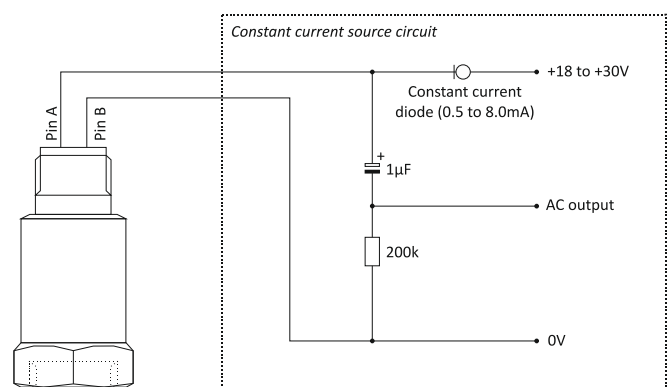 Constant current source circuit
+18 to +30V
Constant current
diode (0.5 to 8.0mA)
Pin A
Pin B
+
1µF
AC output
200k
0V